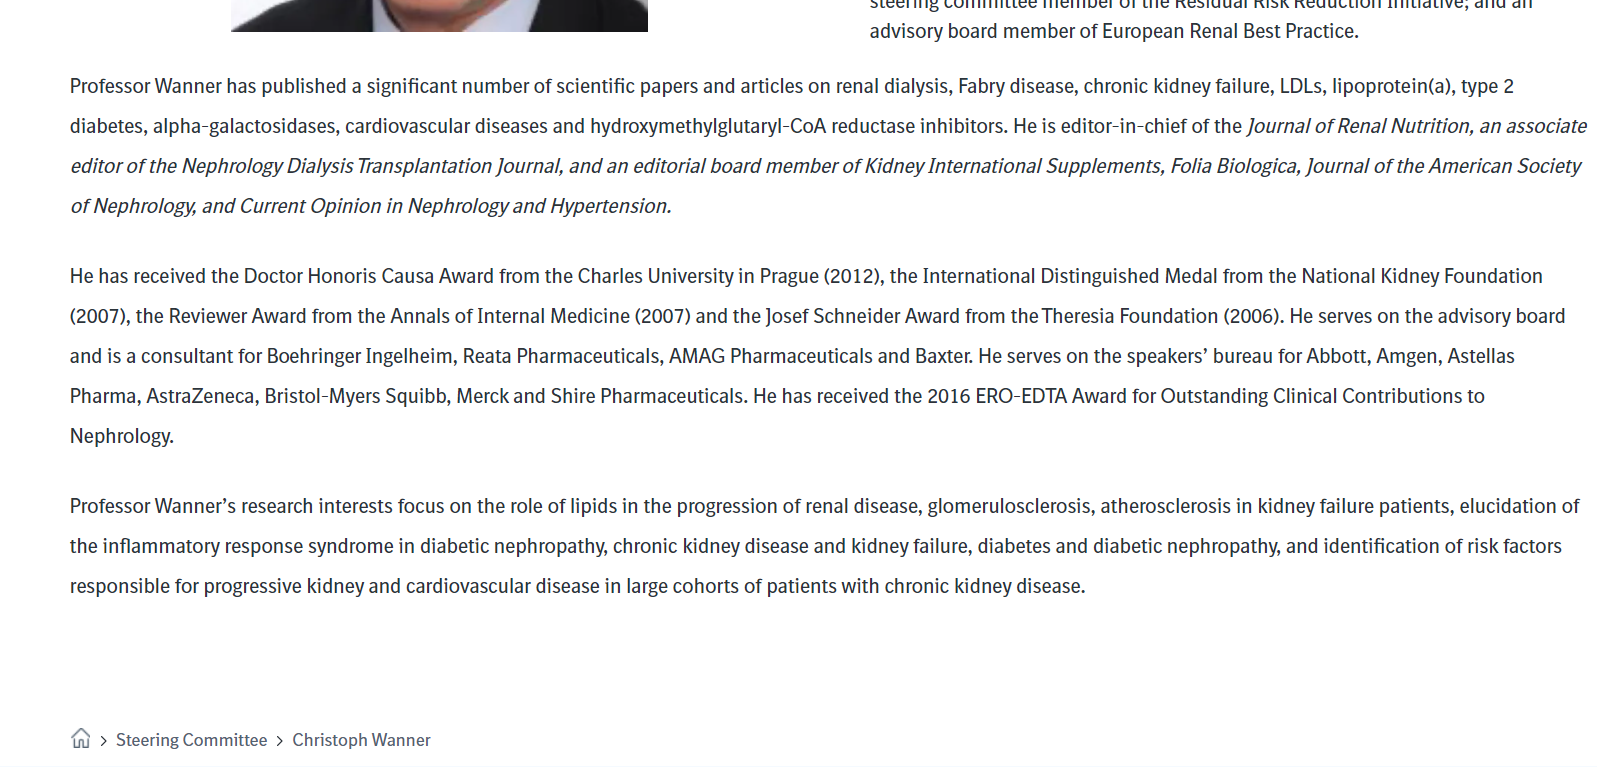 steering committee member of the Residual Risk Reduction Initiative; and an
advisory board member of European Renal Best Practice.
Professor Wanner has published a significant number of scientific papers and articles on renal dialysis, Fabry disease, chronic kidney failure, LDLs, lipoprotein(a), type 2
diabetes, alpha-galactosidases, cardiovascular diseases and hydroxymethylglutaryl-CoA reductase inhibitors. He is editor-in-chief of the Journal of Renal Nutrition, an associate
editor of the Nephrology Dialysis Transplantation Journal, and an editorial board member of Kidney International Supplements, Folia Biologica, Journal of the American Society
of Nephrology, and Current Opinion in Nephrology and Hypertension.
He has received the Doctor Honoris Causa Award from the Charles University in Prague (2012), the International Distinguished Medal from the National Kidney Foundation
(2007), the Reviewer Award from the Annals of Internal Medicine (2007) and the Josef Schneider Award from the Theresia Foundation (2006). He serves on the advisory board
and is a consultant for Boehringer Ingelheim, Reata Pharmaceuticals, AMAG Pharmaceuticals and Baxter. He serves on the speakers’ bureau for Abbott, Amgen, Astellas
Pharma, AstraZeneca, Bristol-Myers Squibb, Merck and Shire Pharmaceuticals. He has received the 2016 ERO-EDTA Award for Outstanding Clinical Contributions to
Nephrology.
Professor Wanner’s research interests focus on the role of lipids in the progression of renal disease, glomerulosclerosis, atherosclerosis in kidney failure patients, elucidation of
the inflammatory response syndrome in diabetic nephropathy, chronic kidney disease and kidney failure, diabetes and diabetic nephropathy, and identification of risk factors
responsible for progressive kidney and cardiovascular disease in large cohorts of patients with chronic kidney disease.
> Steering Committee > Christoph Wanner